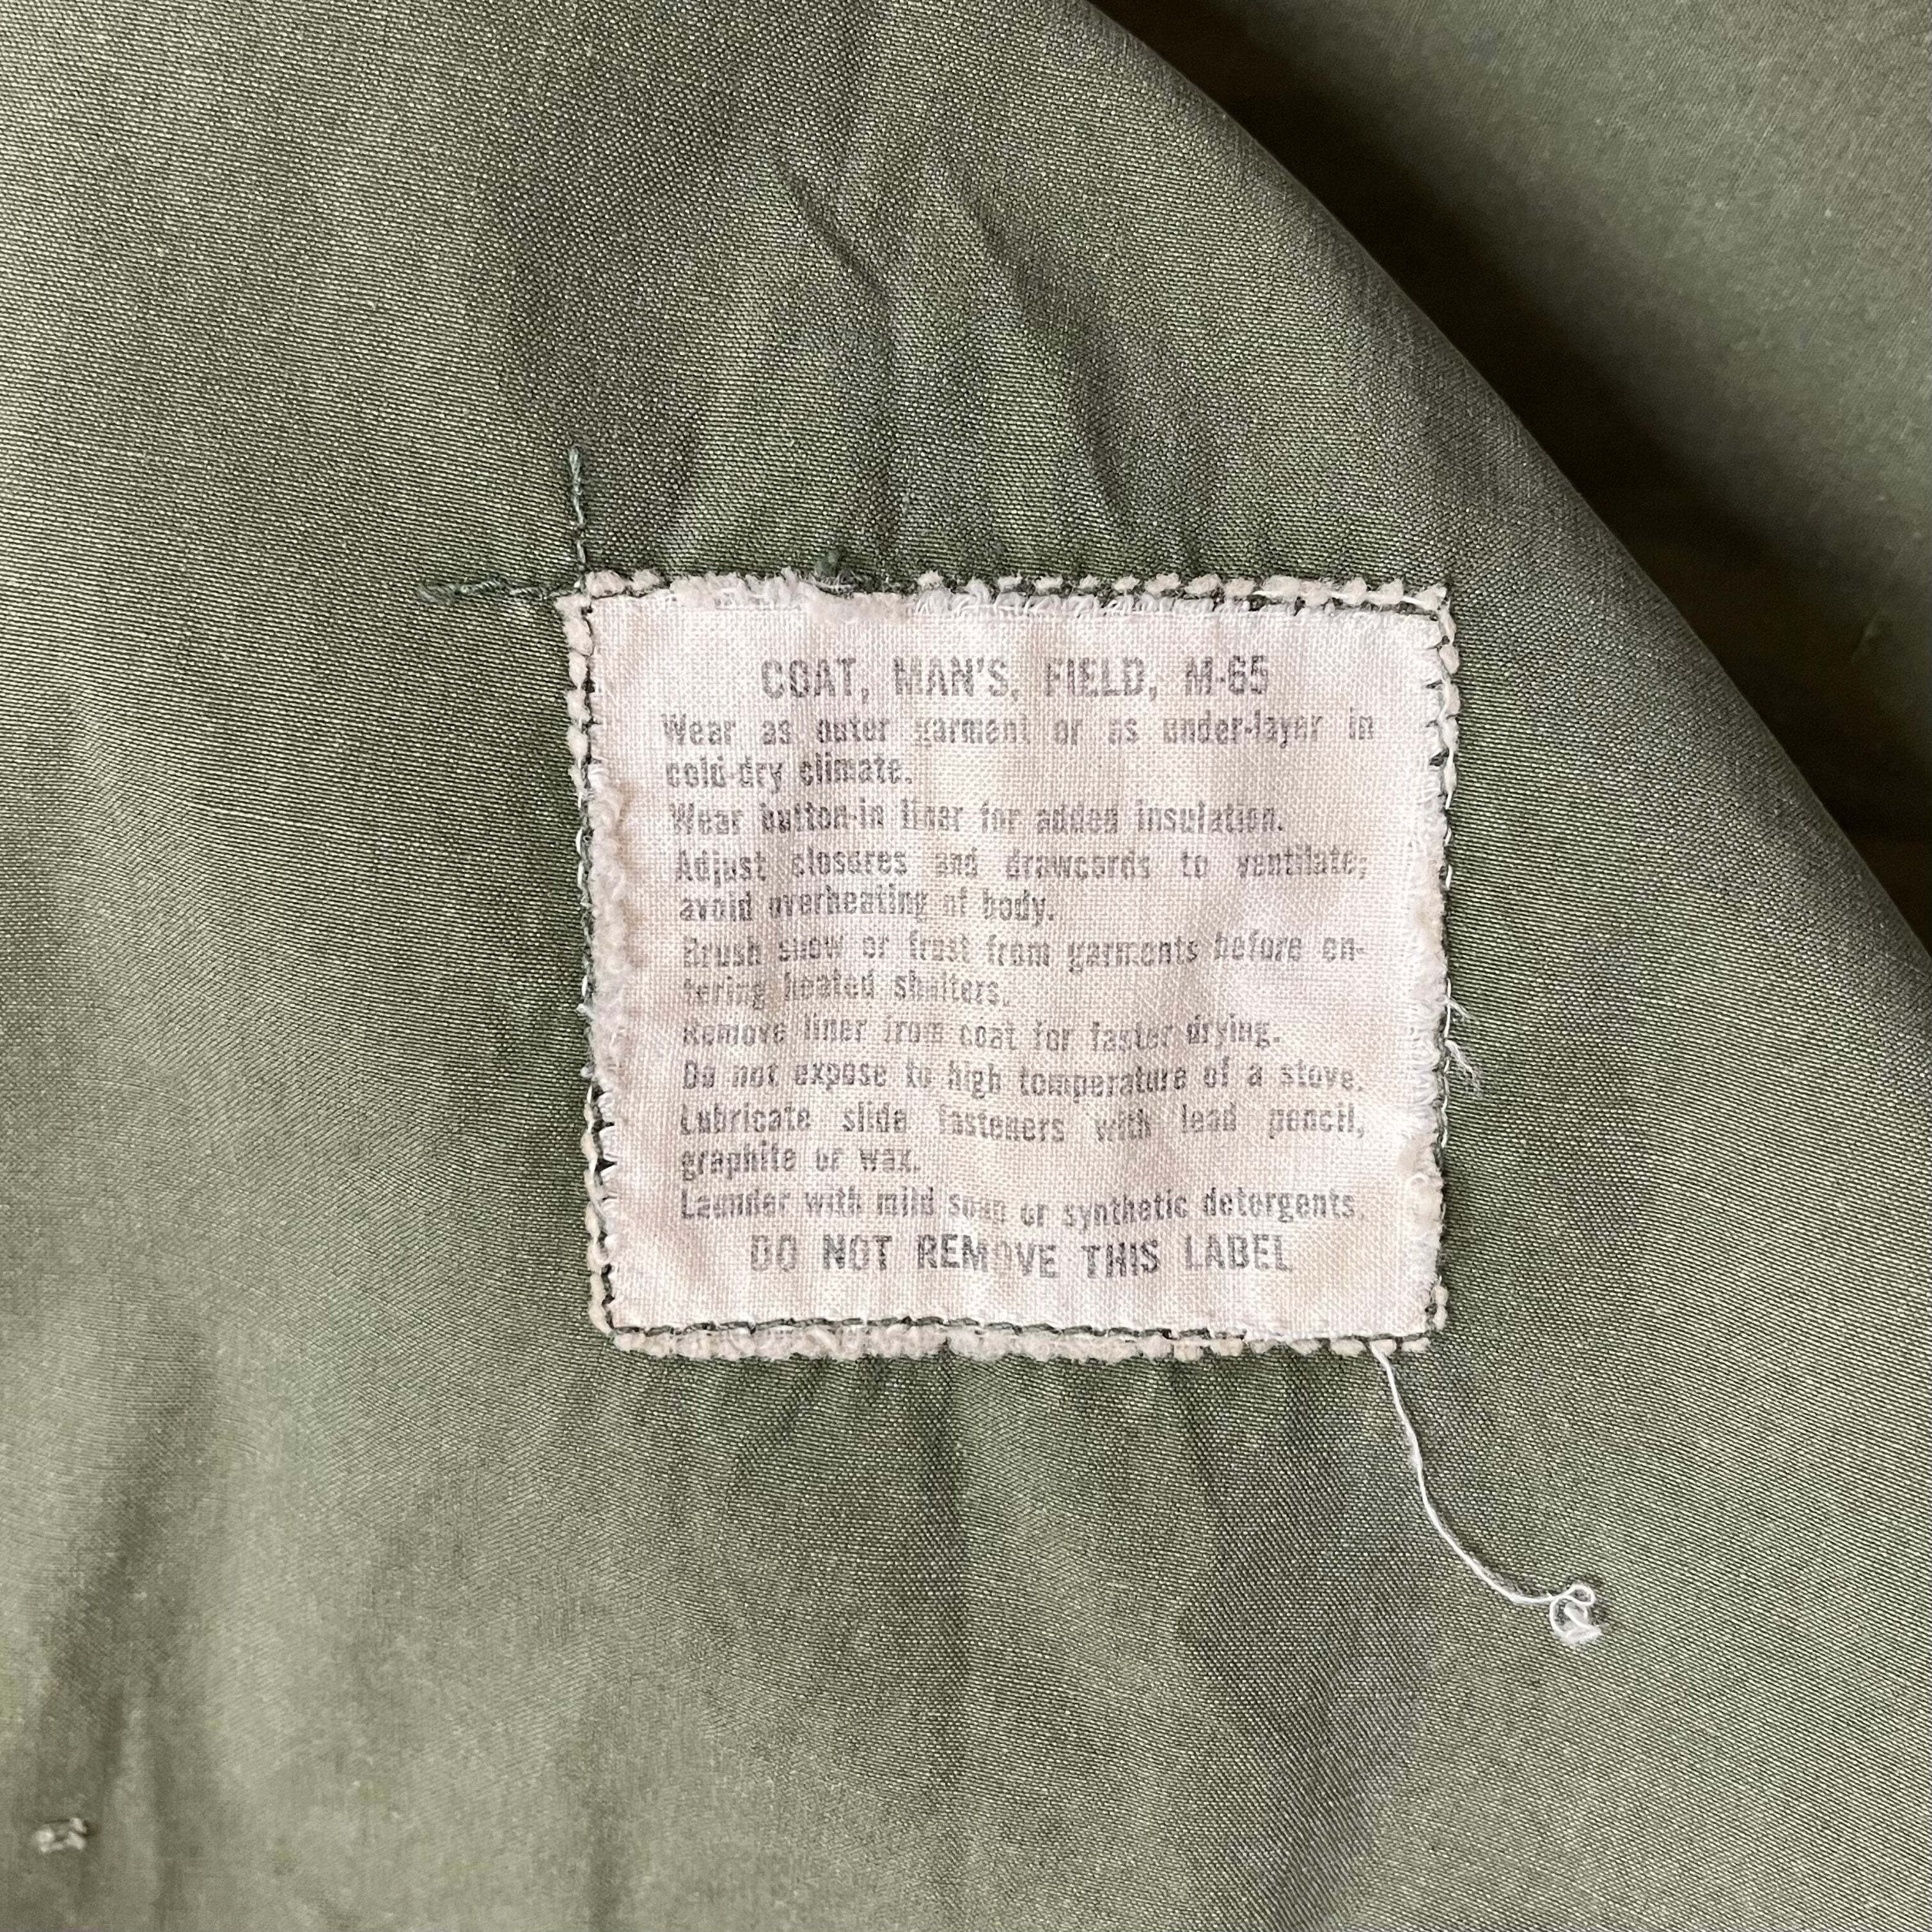 COAT, MAN'S, FIELD, M-65
Wear as outer garment or as under-layer in
cold-dry climate.
Wear button-in liner for added insulation.
Adjust closures and drawcords to ventilate;
avoid overheating of body.
Brush snow or frost from garments before en-
tering heated shelters.
Remove liner from coat for faster drying.
Do not expose to high temperature of a stove.
Lubricate slide fasteners with lead pencil,
graphite or wax.
Launder with mild soap or synthetic detergents.
DO NOT REMOVE THIS LABEL